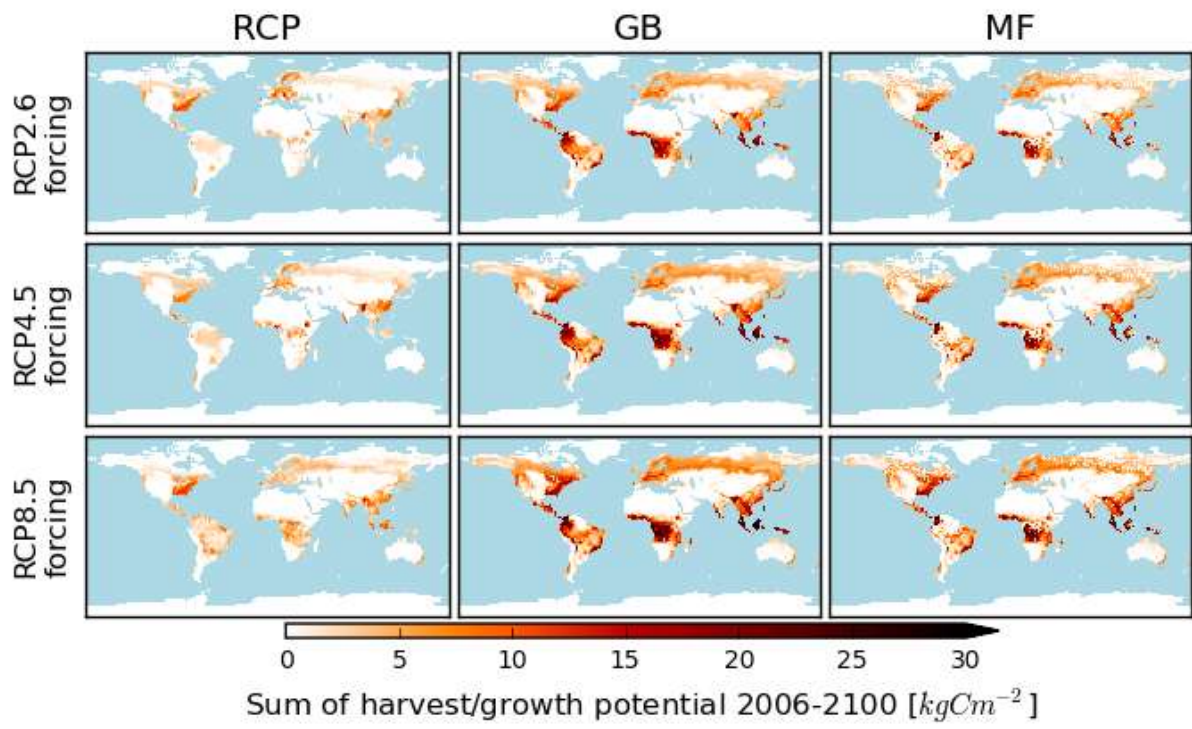 RCP GB MF
RCP2.6
forcing
RCP4.5
forcing
RCP8.5
forcing
0 5 10 15 20 25 30
Sum of harvest/growth potential 2006-2100 [kgCm⁻²]